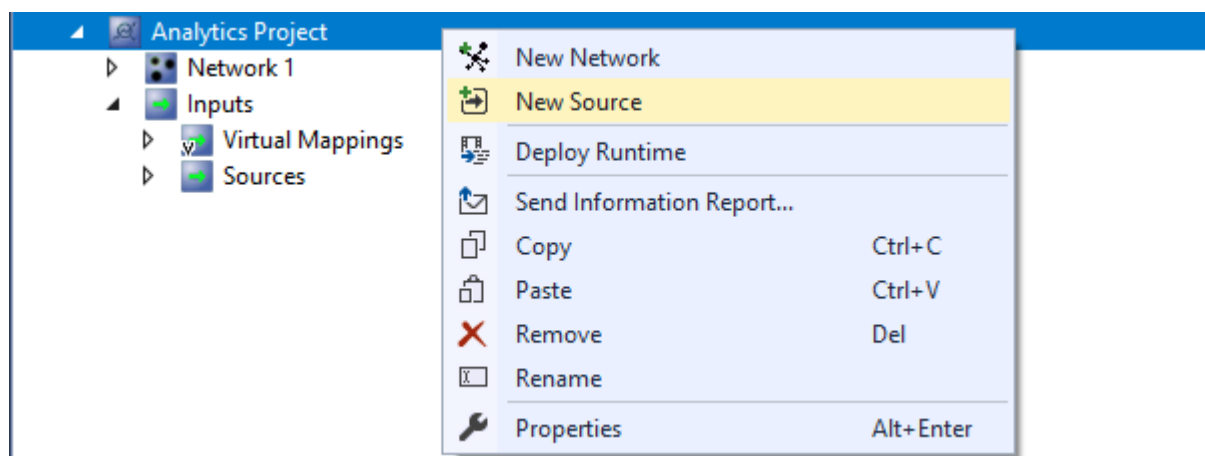 Analytics Project
Network 1
Inputs
Virtual Mappings
Sources
New Network
New Source
Deploy Runtime
Send Information Report...
Copy Ctrl+C
Paste Ctrl+V
Remove Del
Rename
Properties Alt+Enter